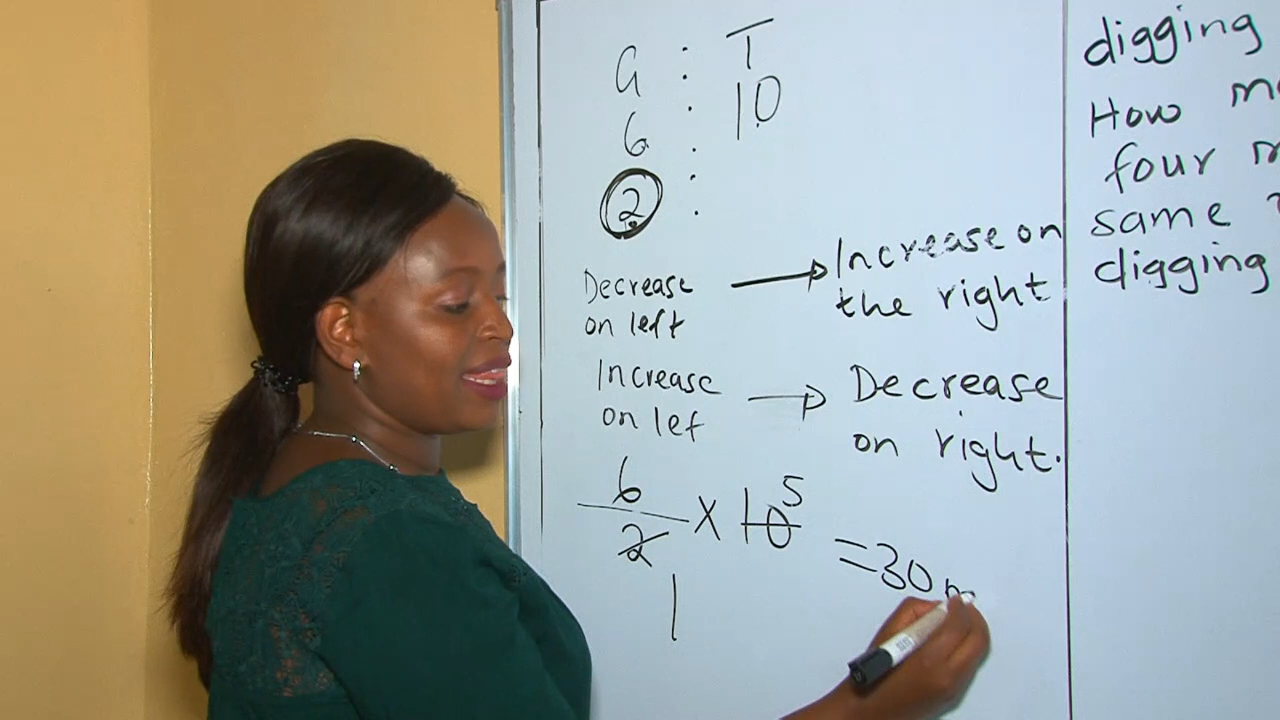 G : T
6 : 10
2 :
Decrease → Increase on
on left the right
Increase → Decrease
on lef on right.
6
2 × 10 5 = 30 m
1
digging
How
four
same
digging